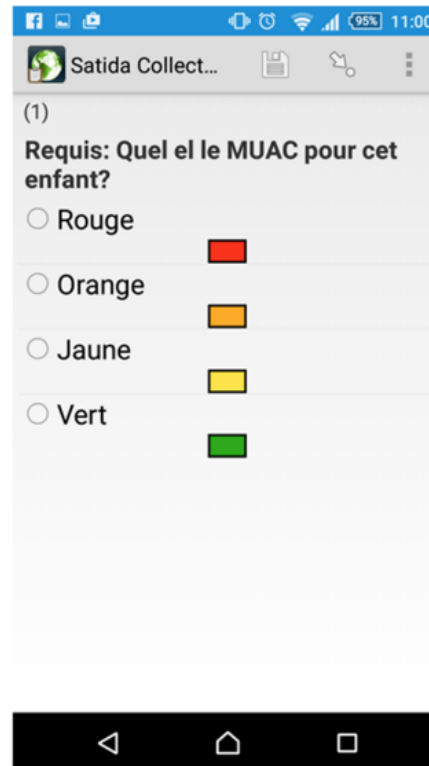 95% 11:00
Satida Collect...
(1)
Requis: Quel el le MUAC pour cet
enfant?
Rouge
Orange
Jaune
Vert